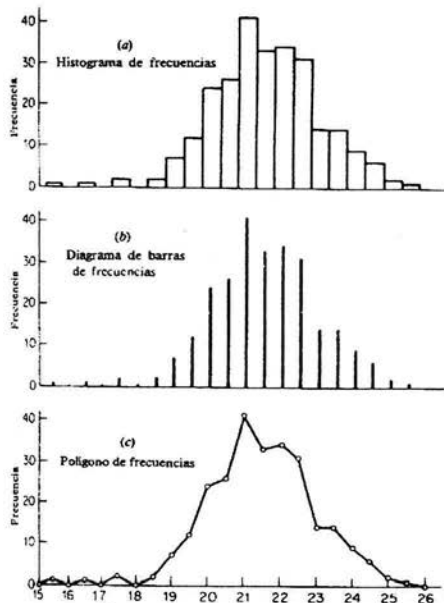 40
30
20
10
0
Frecuencia
(a)
Histograma de frecuencias
40
30
20
10
0
Frecuencia
(b)
Diagrama de barras
de frecuencias
40
30
20
10
0
Frecuencia
(c)
Polígono de frecuencias
15 16 17 18 19 20 21 22 23 24 25 26